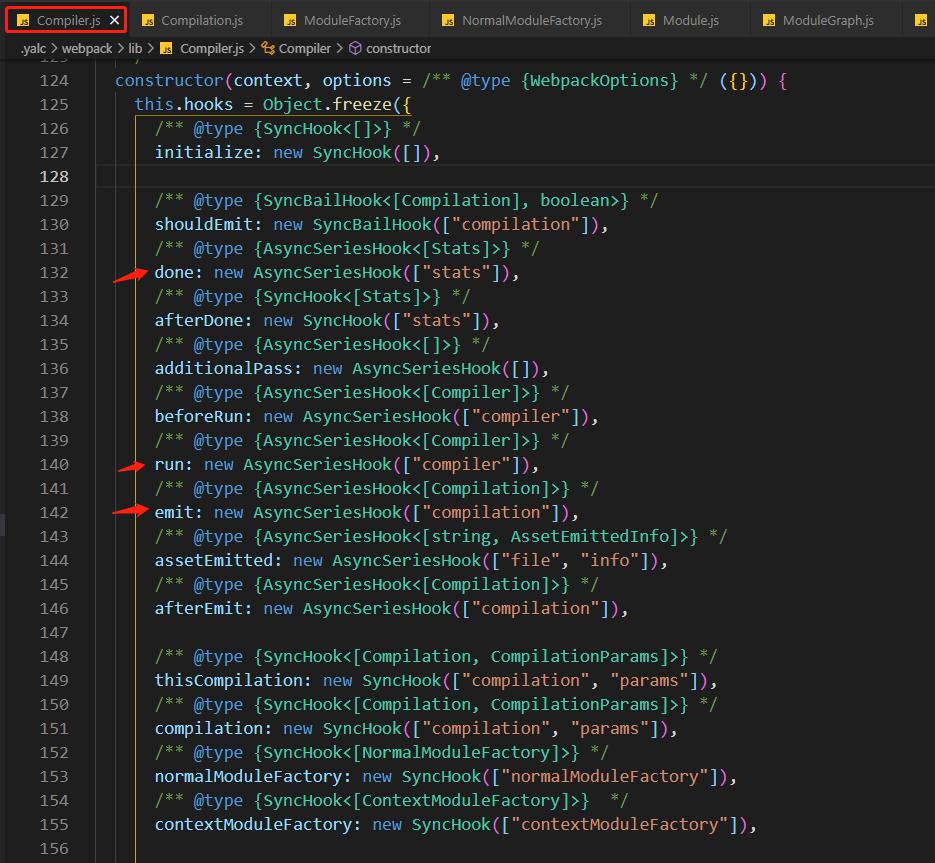 JS Compiler.js ×
JS Compilation.js
JS ModuleFactory.js
JS NormalModuleFactory.js
JS Module.js
JS ModuleGraph.js
JS
.yalc > webpack > lib > JS Compiler.js > Compiler > constructor
124 constructor(context, options = /** @type {WebpackOptions} */ ({})) {
125 this.hooks = Object.freeze({
126 /** @type {SyncHook<[]>} */
127 initialize: new SyncHook([]),
128
129 /** @type {SyncBailHook<[Compilation], boolean>} */
130 shouldEmit: new SyncBailHook(["compilation"]),
131 /** @type {AsyncSeriesHook<[Stats]>} */
132 done: new AsyncSeriesHook(["stats"]),
133 /** @type {SyncHook<[Stats]>} */
134 afterDone: new SyncHook(["stats"]),
135 /** @type {AsyncSeriesHook<[]>} */
136 additionalPass: new AsyncSeriesHook([]),
137 /** @type {AsyncSeriesHook<[Compiler]>} */
138 beforeRun: new AsyncSeriesHook(["compiler"]),
139 /** @type {AsyncSeriesHook<[Compiler]>} */
140 run: new AsyncSeriesHook(["compiler"]),
141 /** @type {AsyncSeriesHook<[Compilation]>} */
142 emit: new AsyncSeriesHook(["compilation"]),
143 /** @type {AsyncSeriesHook<[string, AssetEmittedInfo]>} */
144 assetEmitted: new AsyncSeriesHook(["file", "info"]),
145 /** @type {AsyncSeriesHook<[Compilation]>} */
146 afterEmit: new AsyncSeriesHook(["compilation"]),
147
148 /** @type {SyncHook<[Compilation, CompilationParams]>} */
149 thisCompilation: new SyncHook(["compilation", "params"]),
150 /** @type {SyncHook<[Compilation, CompilationParams]>} */
151 compilation: new SyncHook(["compilation", "params"]),
152 /** @type {SyncHook<[NormalModuleFactory]>} */
153 normalModuleFactory: new SyncHook(["normalModuleFactory"]),
154 /** @type {SyncHook<[ContextModuleFactory]>}  */
155 contextModuleFactory: new SyncHook(["contextModuleFactory"]),
156